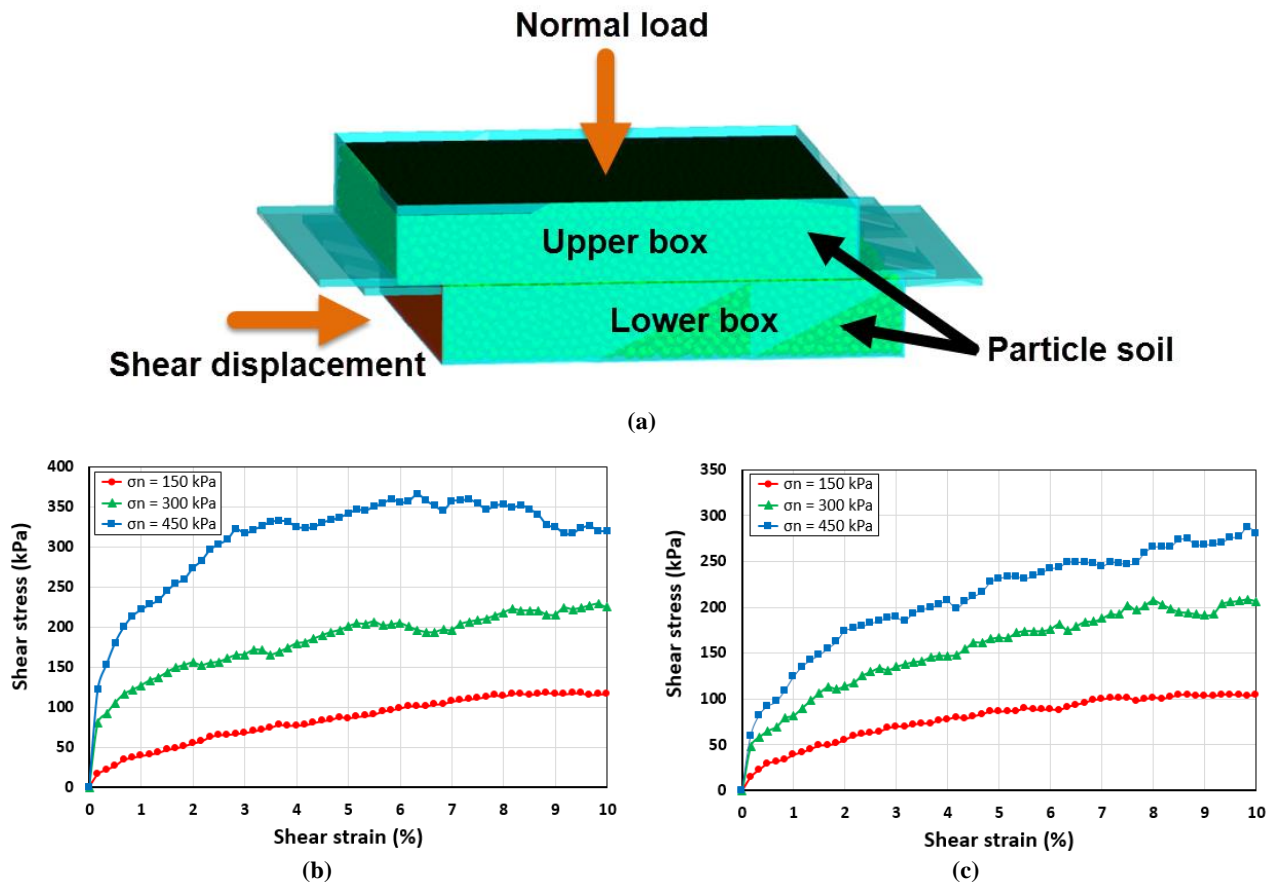 Normal load
Upper box
Lower box
Shear displacement
Particle soil
(a)
400
350
300
250
200
150
100
50
0
Shear stress (kPa)
σn = 150 kPa
σn = 300 kPa
σn = 450 kPa
0 1 2 3 4 5 6 7 8 9 10
Shear strain (%)
(b)
350
300
250
200
150
100
50
0
Shear stress (kPa)
σn = 150 kPa
σn = 300 kPa
σn = 450 kPa
0 1 2 3 4 5 6 7 8 9 10
Shear strain (%)
(c)